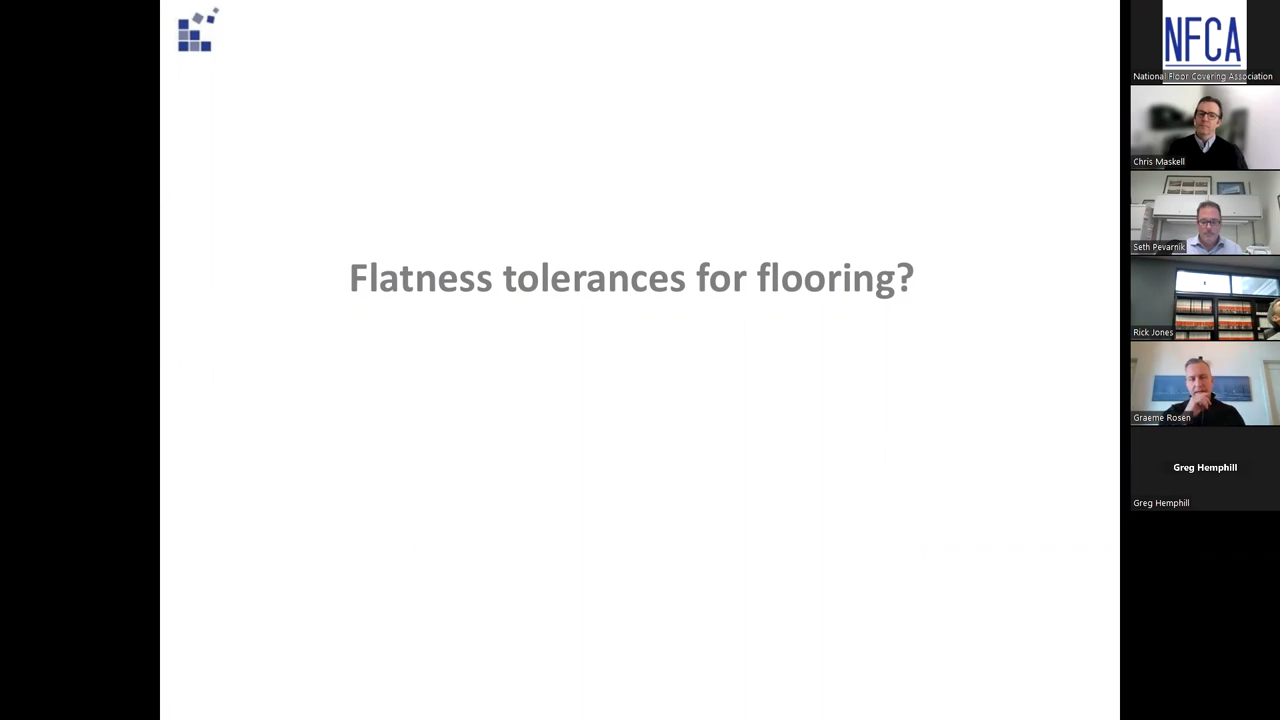 Flatness tolerances for flooring?
NFCA
National Floor Covering Association
Chris Maskell
Seth Pevarnik
Rick Jones
Graeme Rosen
Greg Hemphill
Greg Hemphill